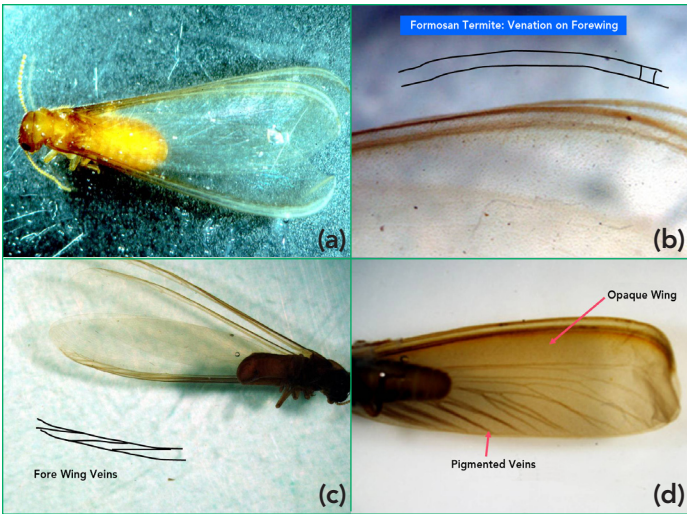 (a)
Formosan Termite: Venation on Forewing
(b)
Fore Wing Veins
(c)
Opaque Wing
Pigmented Veins
(d)